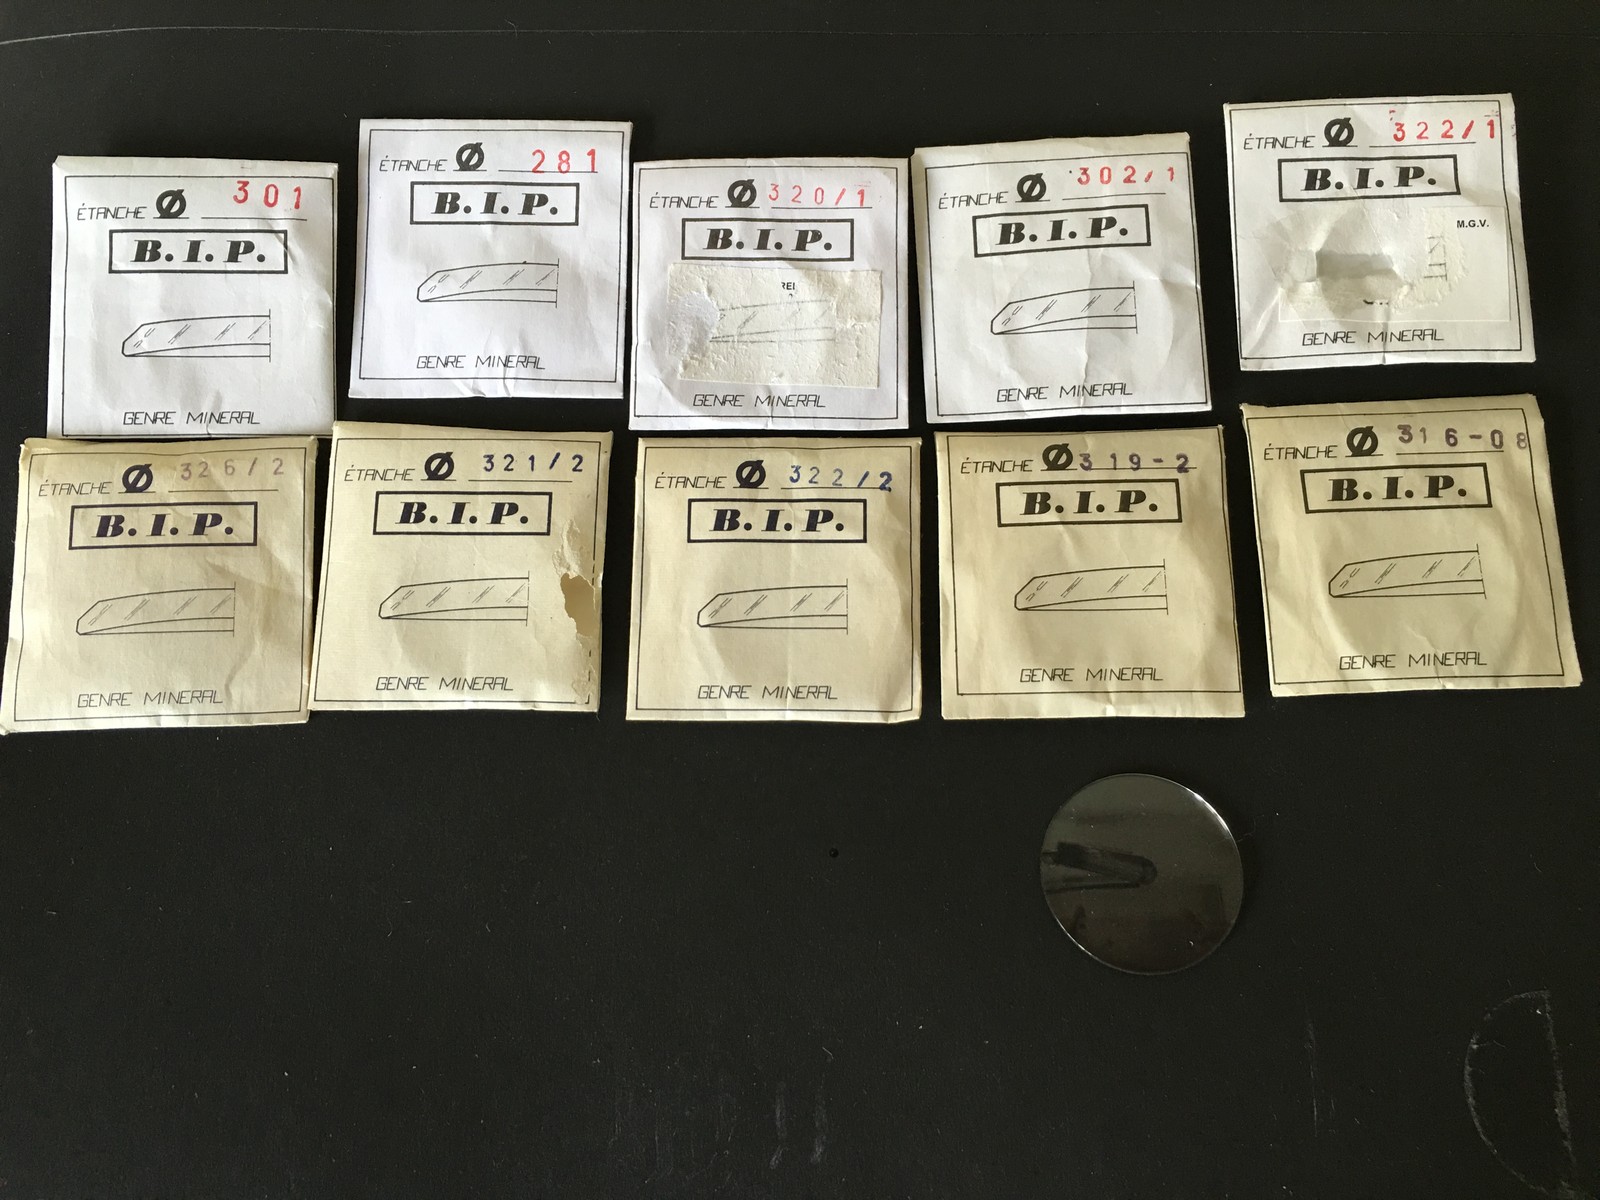 ÉTANCHE Ø 301
B.I.P.
GENRE MINERAL
ÉTANCHE Ø 281
B.I.P.
GENRE MINERAL
ÉTANCHE Ø 320/1
B.I.P.
GENRE MINERAL
ÉTANCHE Ø 302/1
B.I.P.
GENRE MINERAL
ÉTANCHE Ø 322/1
B.I.P.
M.G.V.
GENRE MINERAL
ÉTANCHE Ø 326/2
B.I.P.
GENRE MINERAL
ÉTANCHE Ø 321/2
B.I.P.
GENRE MINERAL
ÉTANCHE Ø 322/2
B.I.P.
GENRE MINERAL
ÉTANCHE Ø 319-2
B.I.P.
GENRE MINERAL
ÉTANCHE Ø 316-08
B.I.P.
GENRE MINERAL